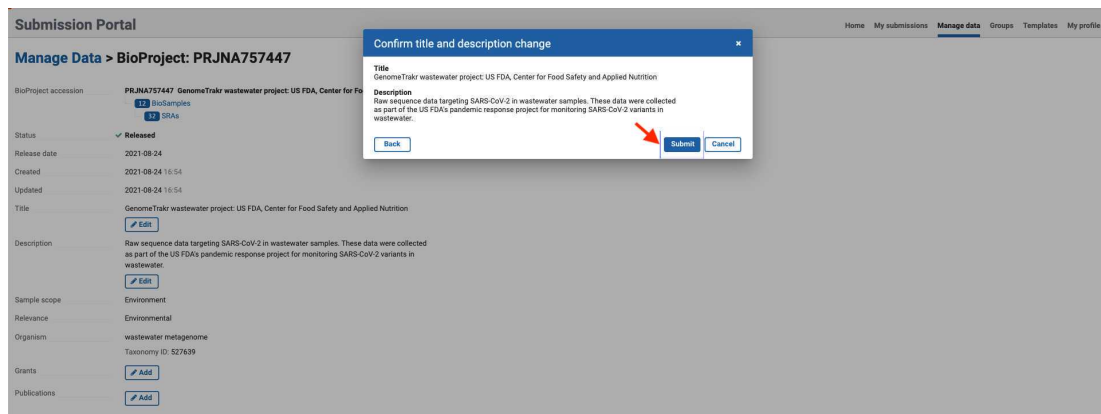 Submission Portal
Home My submissions Manage data Groups Templates My profile
Manage Data > BioProject: PRJNA757447
Confirm title and description change ×
Title
GenomeTrakr wastewater project: US FDA, Center for Food Safety and Applied Nutrition
Description
Raw sequence data targeting SARS-CoV-2 in wastewater samples. These data were collected
as part of the US FDA's pandemic response project for monitoring SARS-CoV-2 variants in
wastewater.
Back Submit Cancel
BioProject accession PRJNA757447 GenomeTrakr wastewater project: US FDA, Center for Fo
12 BioSamples
32 SRAs
Status Released
Release date 2021-08-24
Created 2021-08-24 16:54
Updated 2021-08-24 16:54
Title GenomeTrakr wastewater project: US FDA, Center for Food Safety and Applied Nutrition
Edit
Description Raw sequence data targeting SARS-CoV-2 in wastewater samples. These data were collected
as part of the US FDA's pandemic response project for monitoring SARS-CoV-2 variants in
wastewater.
Edit
Sample scope Environment
Relevance Environmental
Organism wastewater metagenome
Taxonomy ID: 527639
Grants Add
Publications Add